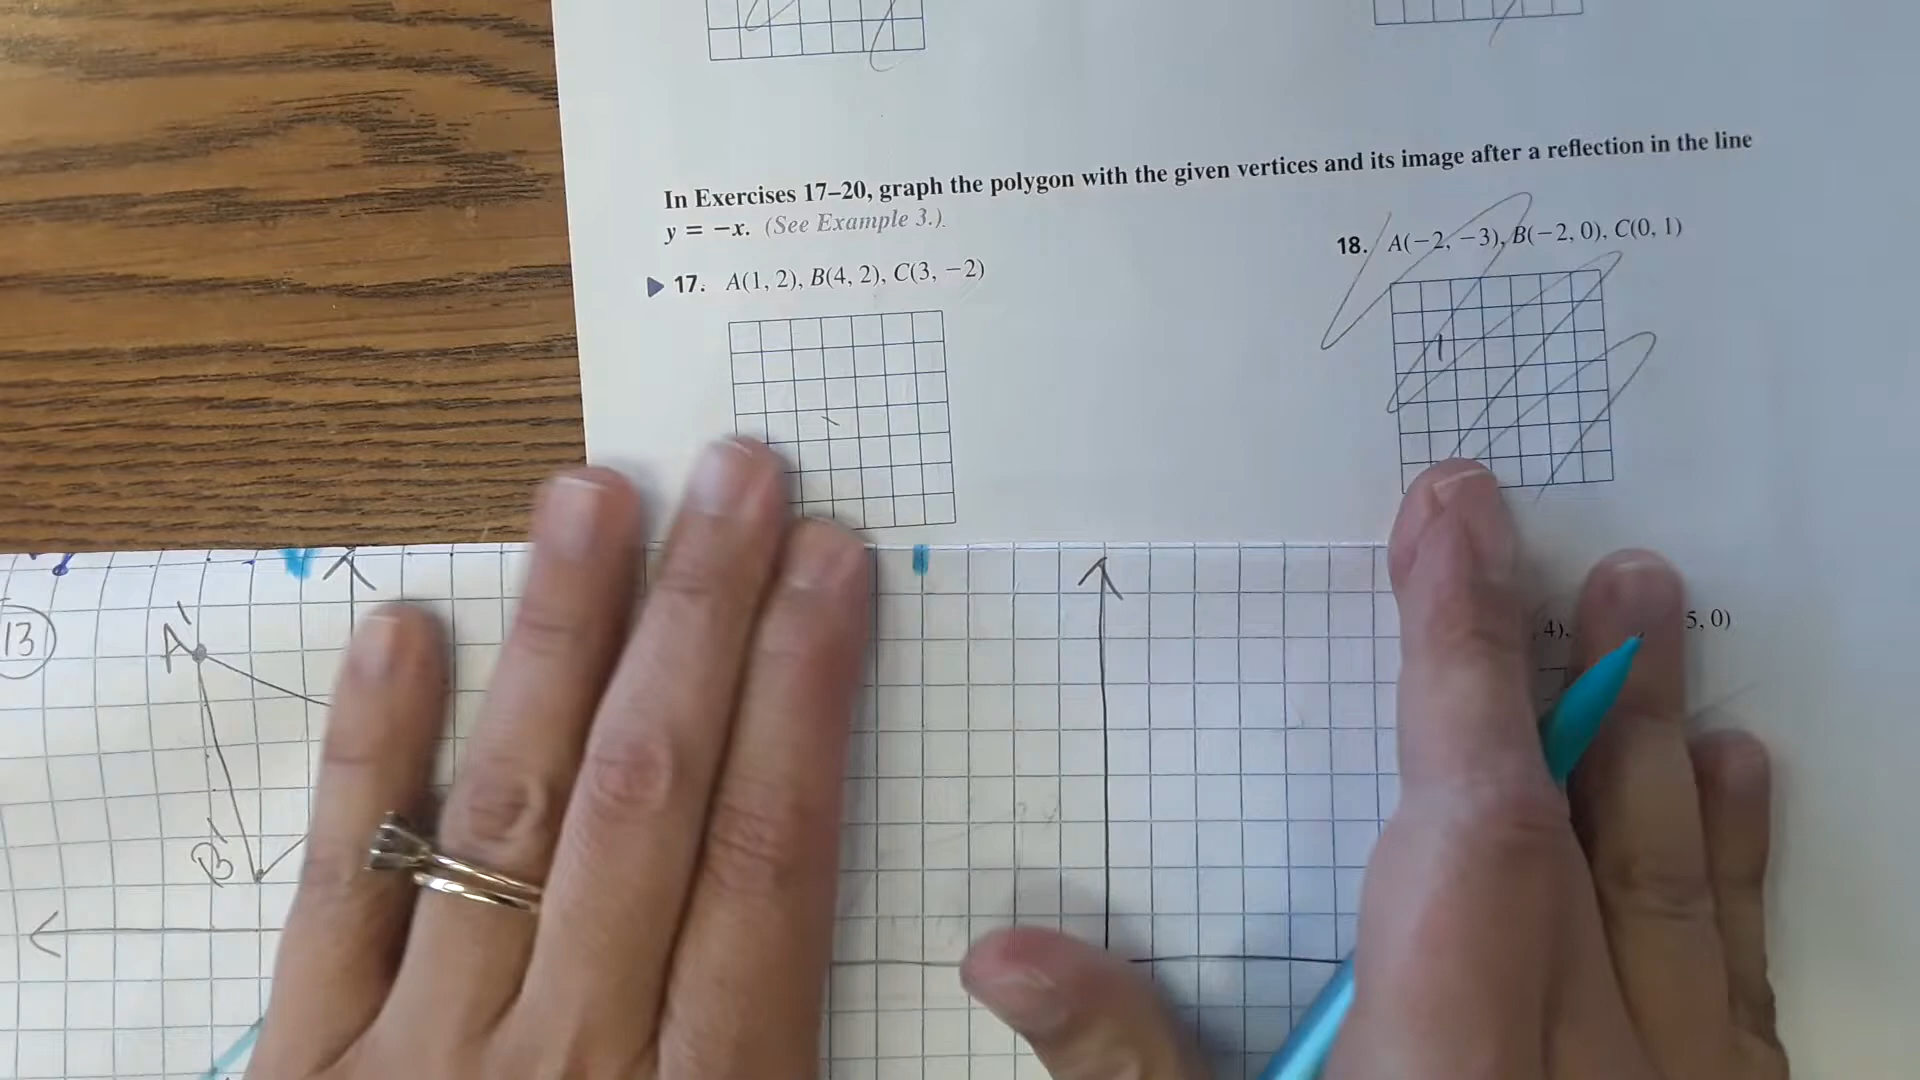 In Exercises 17–20, graph the polygon with the given vertices and its image after a reflection in the line
y = −x. (See Example 3.)
17. A(1, 2), B(4, 2), C(3, −2)
18. A(−2, −3), B(−2, 0), C(0, 1)
4),
5, 0)
13
A'
B'